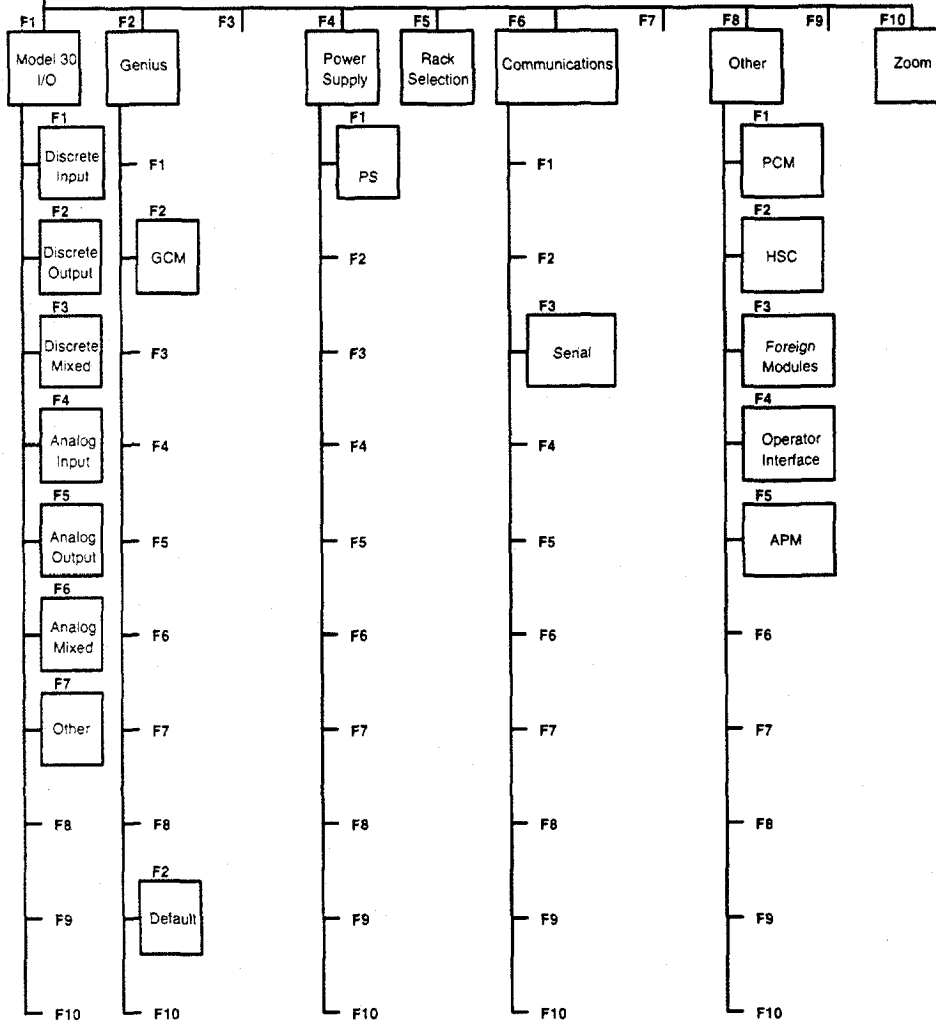 F1 F2 F3 F4 F5 F6 F7 F8 F9 F10
Model 30
I/O
Genius
Power
Supply
Rack
Selection
Communications
Other
Zoom
F1
Discrete
Input
F2
Discrete
Output
F3
Discrete
Mixed
F4
Analog
Input
F5
Analog
Output
F6
Analog
Mixed
F7
Other
F8
F9
F10
F1
F2
GCM
F3
F4
F5
F6
F7
F8
F2
Default
F10
F1
PS
F2
F3
F4
F5
F6
F7
F8
F9
F10
F1
F2
F3
Serial
F4
F5
F6
F7
F8
F9
F10
F1
PCM
F2
HSC
F3
Foreign
Modules
F4
Operator
Interface
F5
APM
F6
F7
F8
F9
F10